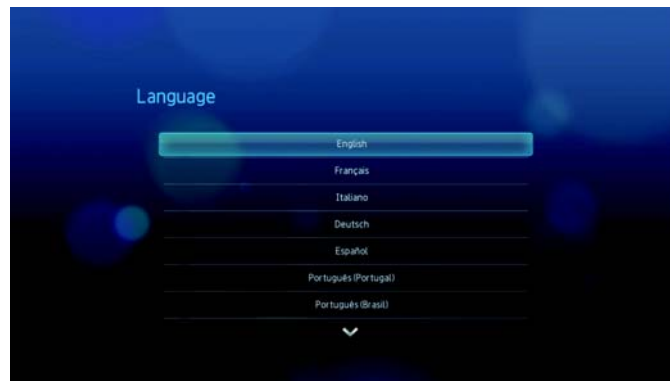 Language
English
Français
Italiano
Deutsch
Español
Português (Portugal)
Português (Brasil)